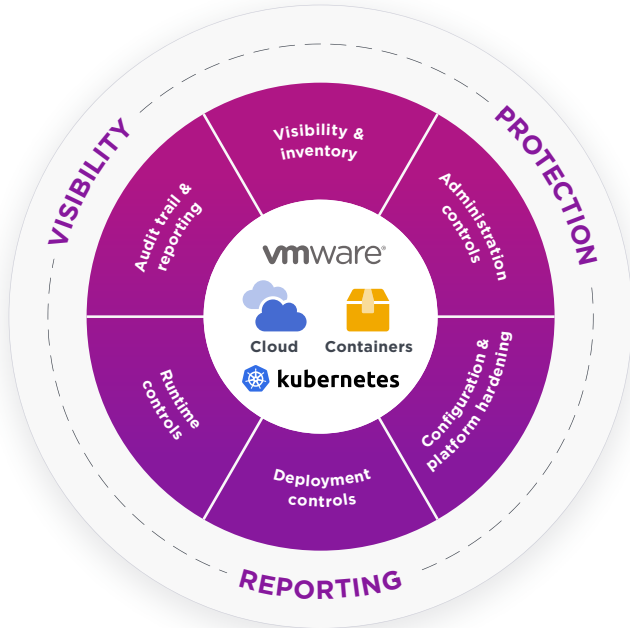 VISIBILITY
PROTECTION
REPORTING
Visibility &
inventory
Administration
controls
Configuration &
platform hardening
Deployment
controls
Runtime
controls
Audit trail &
reporting
vmware®
Cloud
Containers
kubernetes